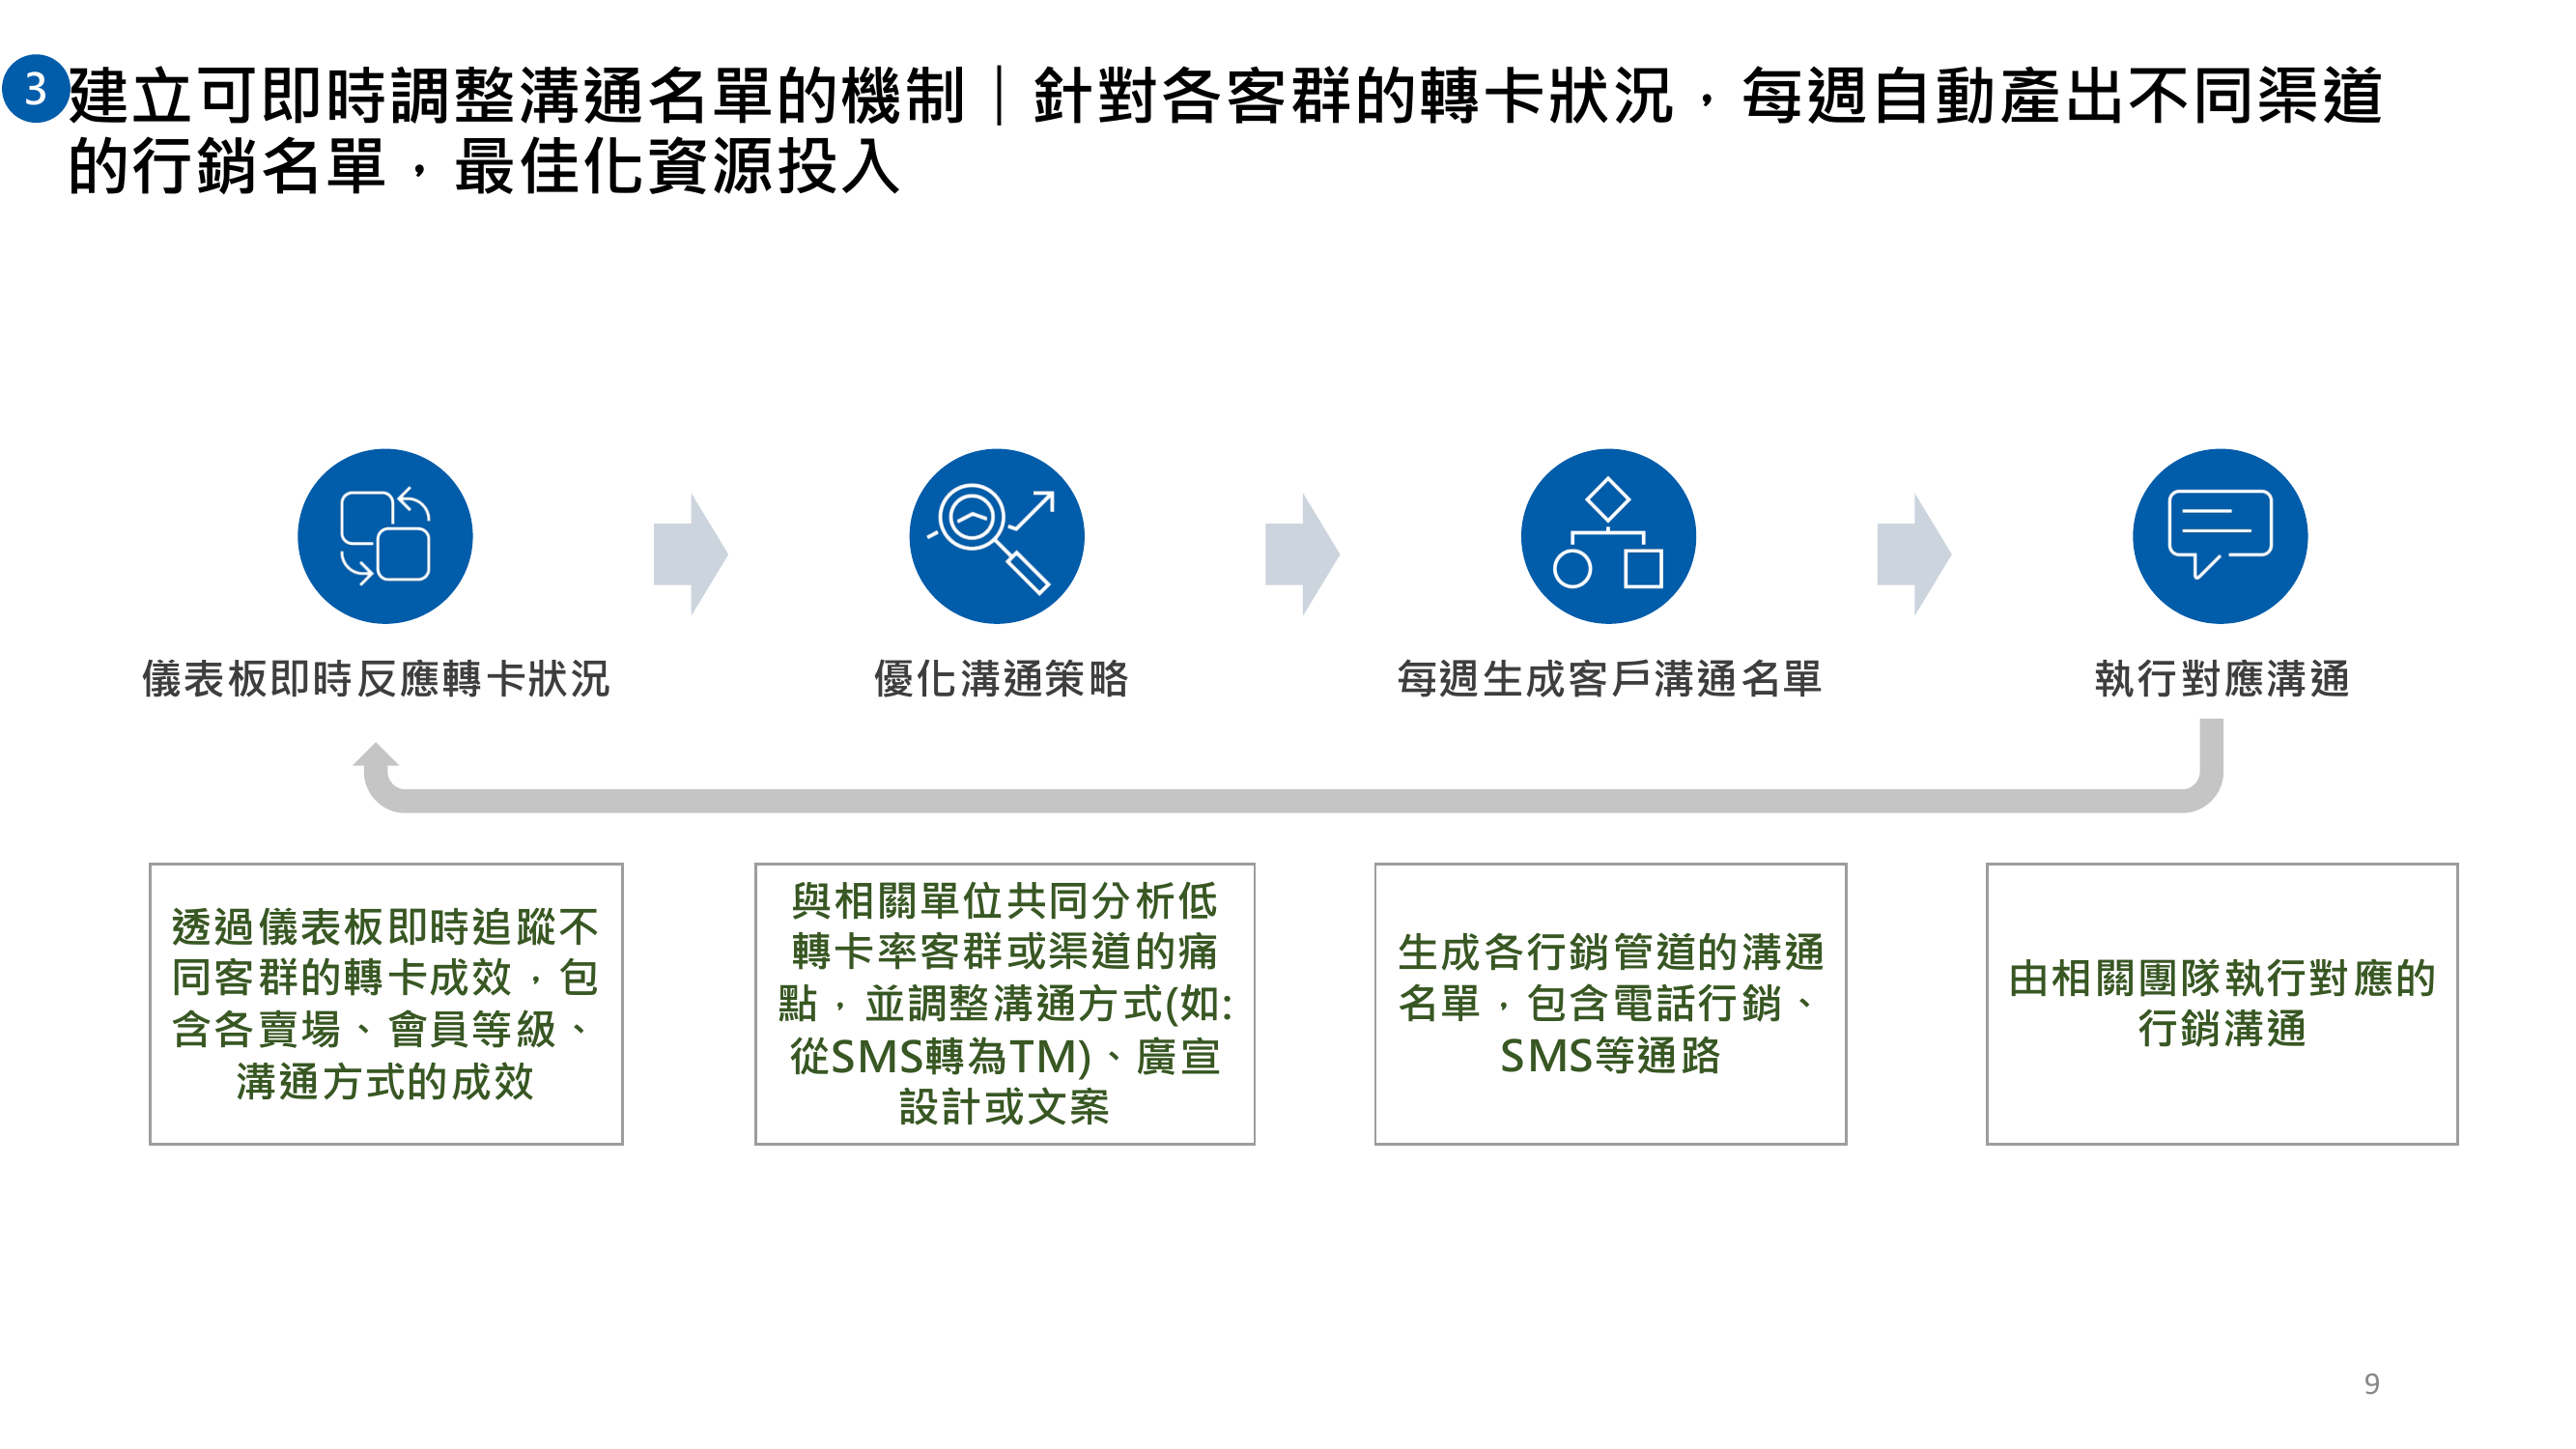 3
建立可即時調整溝通名單的機制｜針對各客群的轉卡狀況，每週自動產出不同渠道
的行銷名單，最佳化資源投入
儀表板即時反應轉卡狀況
優化溝通策略
每週生成客戶溝通名單
執行對應溝通
透過儀表板即時追蹤不
同客群的轉卡成效，包
含各賣場、會員等級、
溝通方式的成效
與相關單位共同分析低
轉卡率客群或渠道的痛
點，並調整溝通方式(如:
從SMS轉為TM)、廣宣
設計或文案
生成各行銷管道的溝通
名單，包含電話行銷、
SMS等通路
由相關團隊執行對應的
行銷溝通
9